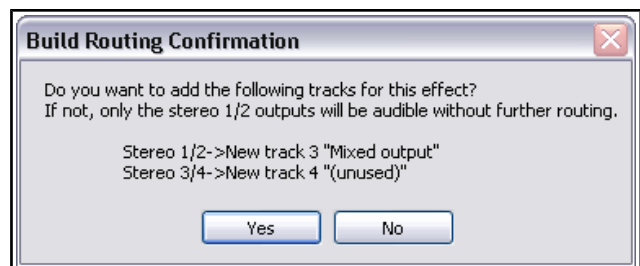 Build Routing Confirmation
Do you want to add the following tracks for this effect?
If not, only the stereo 1/2 outputs will be audible without further routing.
Stereo 1/2->New track 3 "Mixed output"
Stereo 3/4->New track 4 "(unused)"
Yes
No